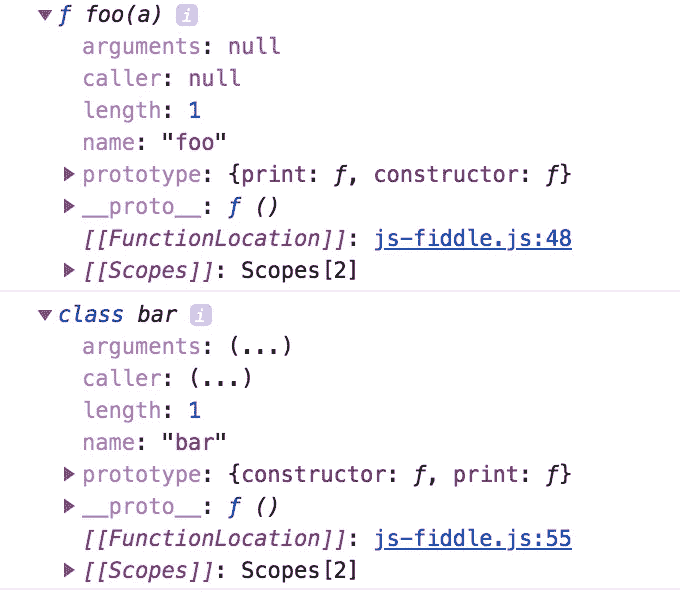 ▼ƒ foo(a) i
arguments: null
caller: null
length: 1
name: "foo"
▶prototype: {print: ƒ, constructor: ƒ}
▶__proto__: ƒ ()
[[FunctionLocation]]: js-fiddle.js:48
▶[[Scopes]]: Scopes[2]
▼class bar i
arguments: (...)
caller: (...)
length: 1
name: "bar"
▶prototype: {constructor: ƒ, print: ƒ}
▶__proto__: ƒ ()
[[FunctionLocation]]: js-fiddle.js:55
▶[[Scopes]]: Scopes[2]